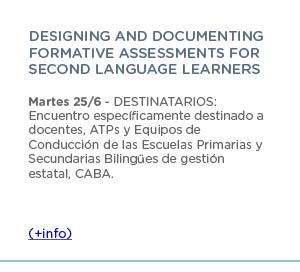 DESIGNING AND DOCUMENTING
FORMATIVE ASSESSMENTS FOR
SECOND LANGUAGE LEARNERS
Martes 25/6 - DESTINATARIOS:
Encuentro específicamente destinado a
docentes, ATPs y Equipos de
Conducción de las Escuelas Primarias y
Secundarias Bilingües de gestión
estatal, CABA.
(+info)